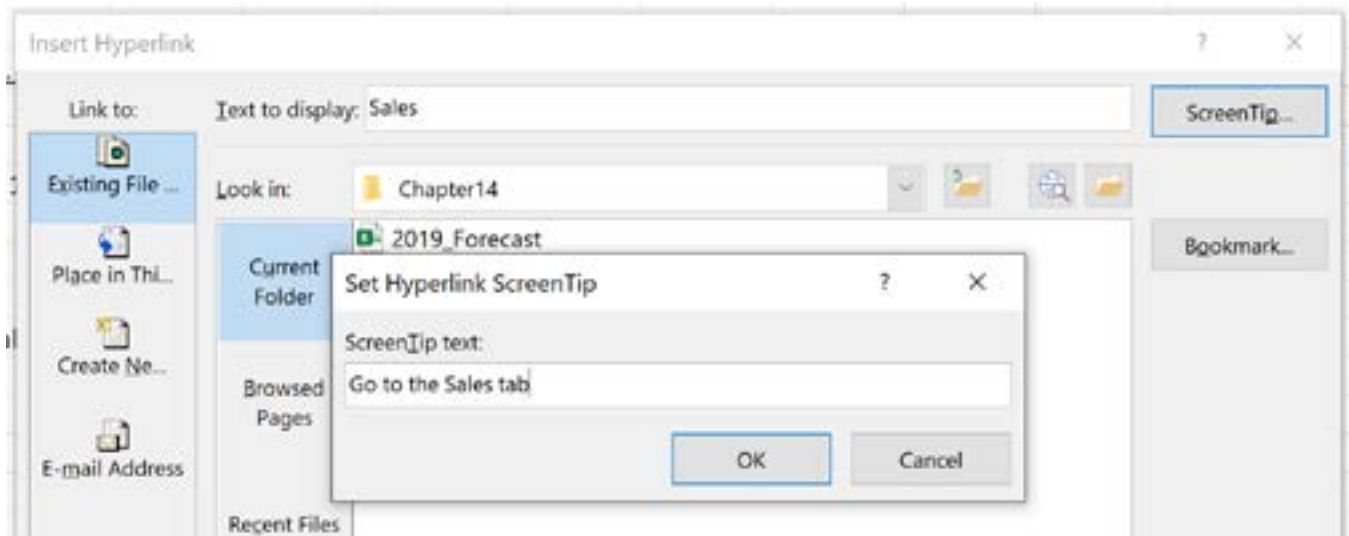 Insert Hyperlink ? ×
Link to: Text to display: Sales ScreenTip...
Existing File ... Look in: Chapter14
2019_Forecast
Place in Thi... Current Folder Bookmark...
Set Hyperlink ScreenTip ? ×
ScreenTip text:
Create Ne... Browsed Pages Go to the Sales tab
E-mail Address OK Cancel
Recent Files